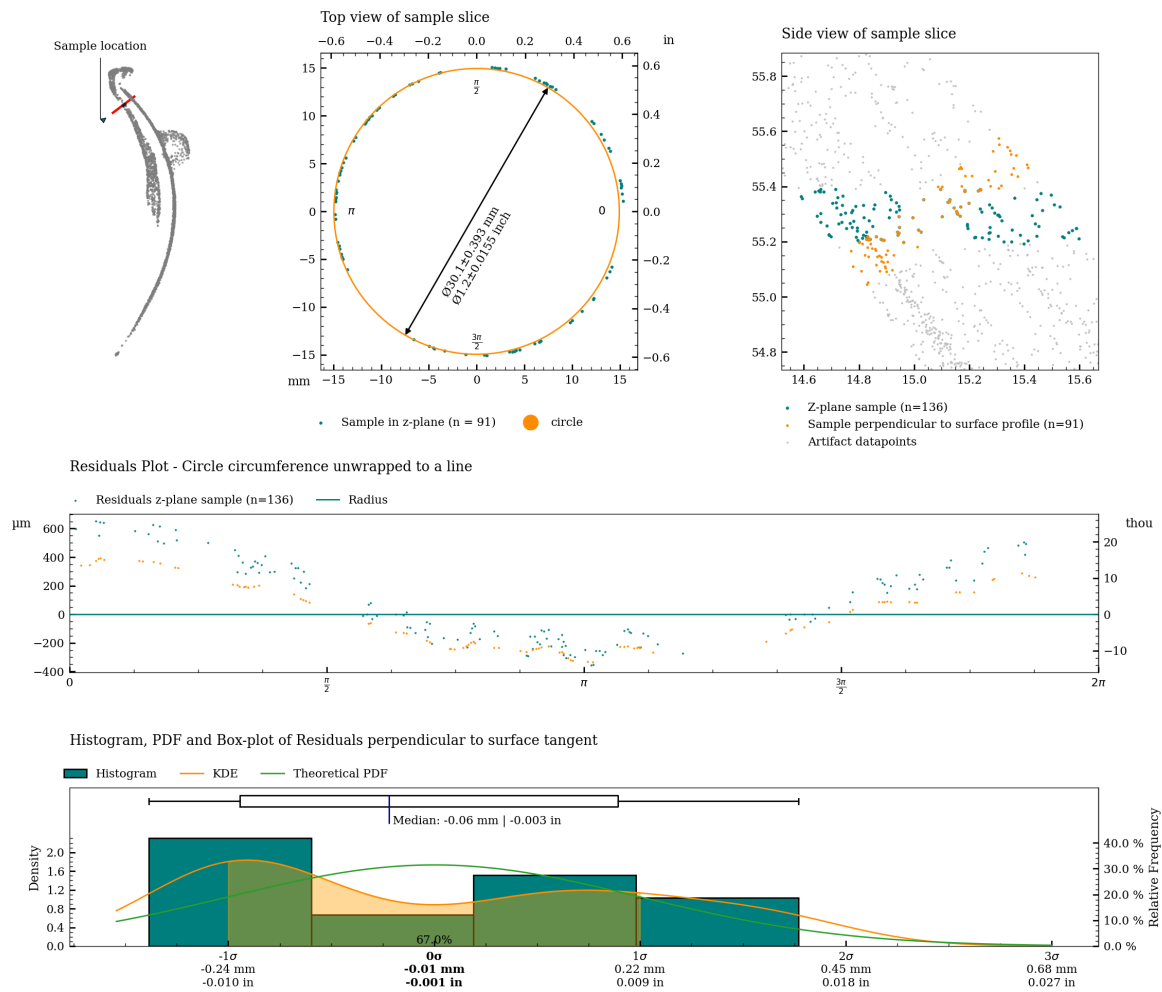 Sample location
Top view of sample slice
−0.6 −0.4 −0.2 0.0 0.2 0.4 0.6 in
15 10 5 0 −5 −10 −15
0.6 0.4 0.2 0.0 −0.2 −0.4 −0.6
π/2
π
0
3π/2
Ø30.1±0.393 mm
Ø1.2±0.0155 inch
mm −15 −10 −5 0 5 10 15
Sample in z-plane (n = 91) circle
Side view of sample slice
55.8
55.6
55.4
55.2
55.0
54.8
14.6 14.8 15.0 15.2 15.4 15.6
Z-plane sample (n=136)
Sample perpendicular to surface profile (n=91)
Artifact datapoints
Residuals Plot - Circle circumference unwrapped to a line
Residuals z-plane sample (n=136) Radius
µm
600
400
200
0
−200
−400
thou
20
10
0
−10
0 π/2 π 3π/2 2π
Histogram, PDF and Box-plot of Residuals perpendicular to surface tangent
Histogram KDE Theoretical PDF
Median: -0.06 mm | -0.003 in
Density
2.0
1.6
1.2
0.8
0.4
0.0
Relative Frequency
40.0 %
30.0 %
20.0 %
10.0 %
0.0 %
67.0%
-1σ 0σ 1σ 2σ 3σ
-0.24 mm -0.01 mm 0.22 mm 0.45 mm 0.68 mm
-0.010 in -0.001 in 0.009 in 0.018 in 0.027 in